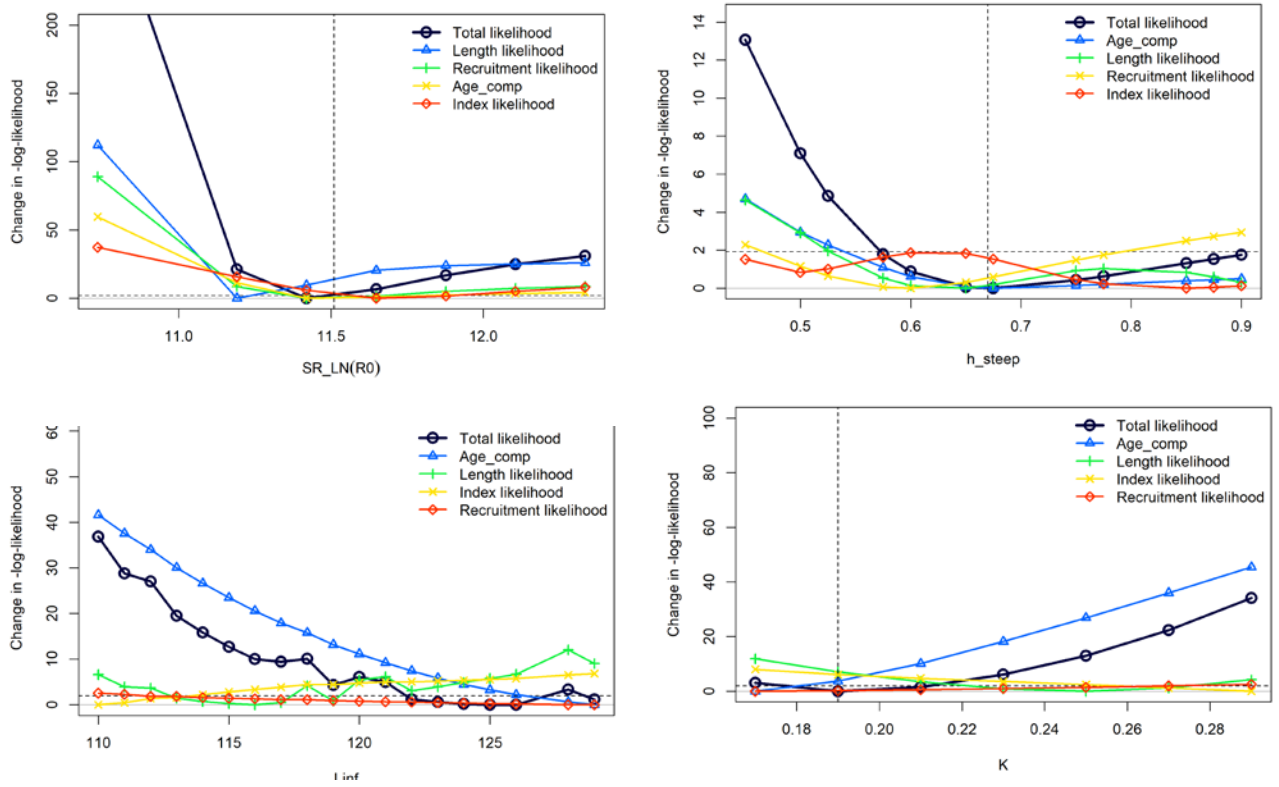 Change in -log-likelihood
200
150
100
50
0
Total likelihood
Length likelihood
Recruitment likelihood
Age_comp
Index likelihood
11.0 11.5 12.0
SR_LN(R0)
Change in -log-likelihood
14
12
10
8
6
4
2
0
Total likelihood
Age_comp
Length likelihood
Recruitment likelihood
Index likelihood
0.5 0.6 0.7 0.8 0.9
h_steep
Change in -log-likelihood
50
40
30
20
10
0
Total likelihood
Age_comp
Length likelihood
Index likelihood
Recruitment likelihood
110 115 120 125
Linf
Change in -log-likelihood
100
80
60
40
20
0
Total likelihood
Age_comp
Length likelihood
Index likelihood
Recruitment likelihood
0.18 0.20 0.22 0.24 0.26 0.28
K